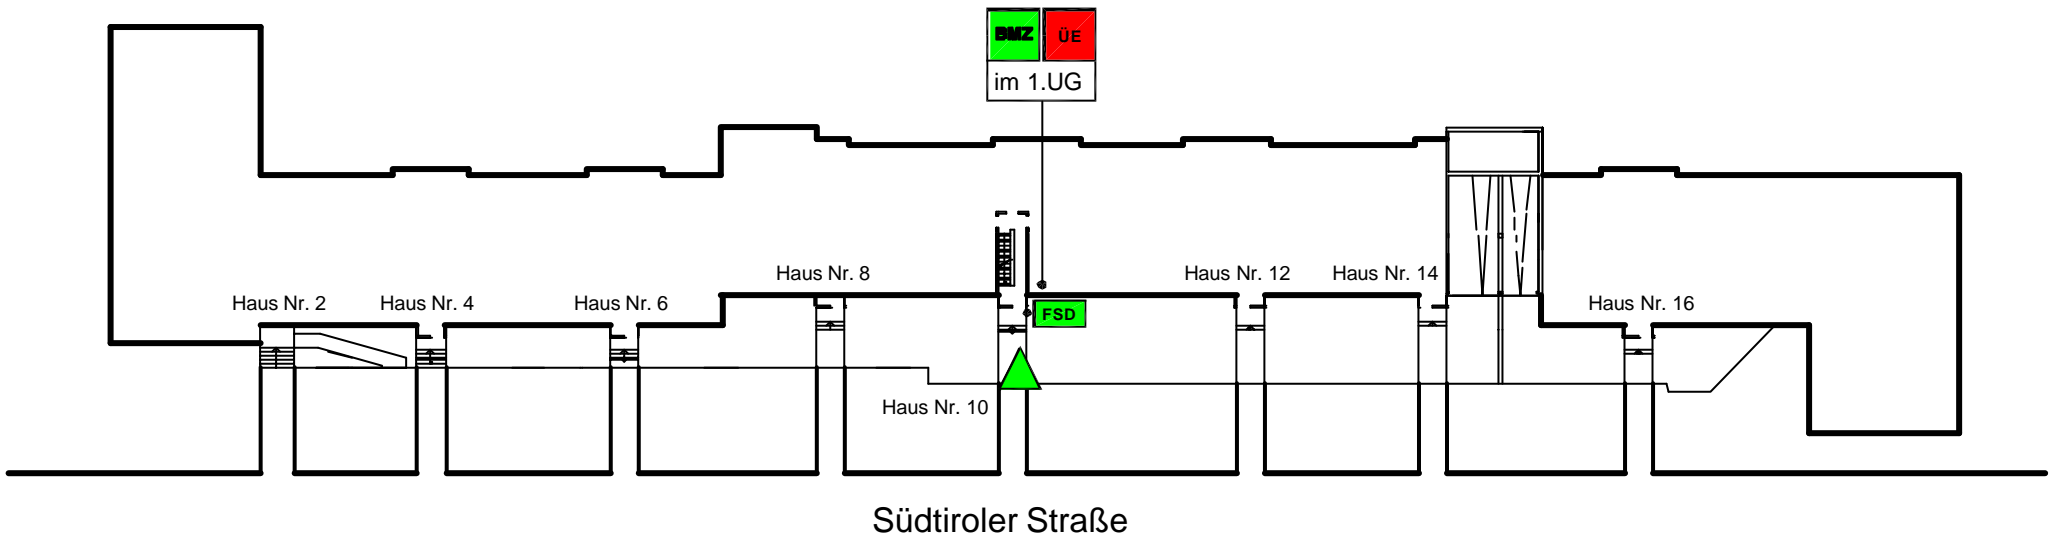 BMZ ÜE
im 1.UG
Haus Nr. 8
Haus Nr. 12
Haus Nr. 14
Haus Nr. 2
Haus Nr. 4
Haus Nr. 6
Haus Nr. 16
FSD
Haus Nr. 10
Südtiroler Straße